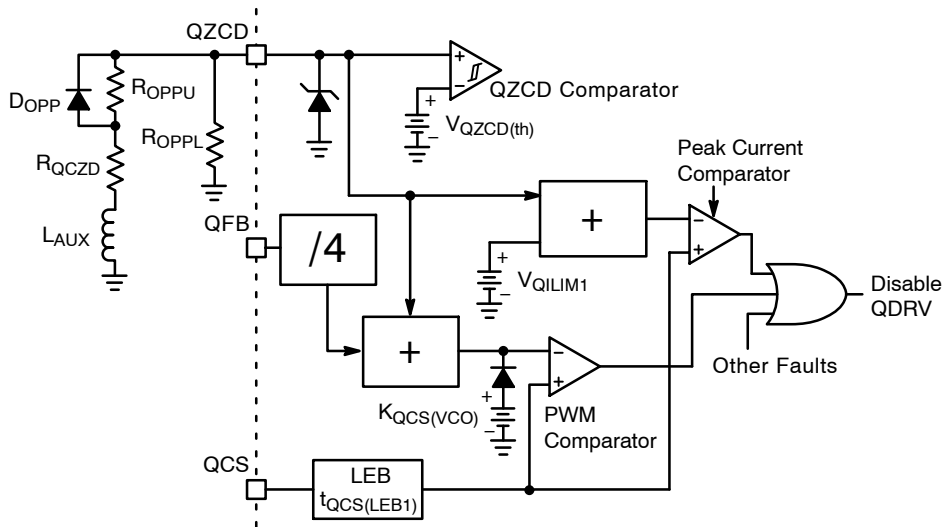 QZCD
D_OPP
R_OPPU
R_OPPL
R_QCZD
L_AUX
+
−
QZCD Comparator
+
−
V_QZCD(th)
Peak Current
Comparator
QFB
/4
+
+
−
V_QILIM1
−
+
Disable
QDRV
Other Faults
+
−
+
+
−
K_QCS(VCO)
PWM
Comparator
QCS
LEB
t_QCS(LEB1)